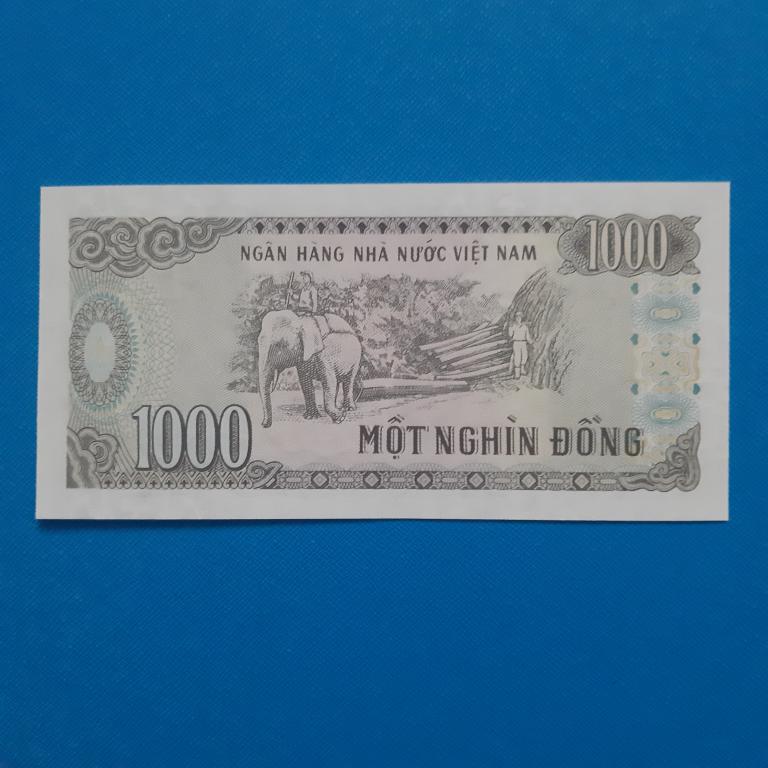 NGÂN HÀNG NHÀ NƯỚC VIỆT NAM
1000
1000
MỘT NGHÌN ĐỒNG